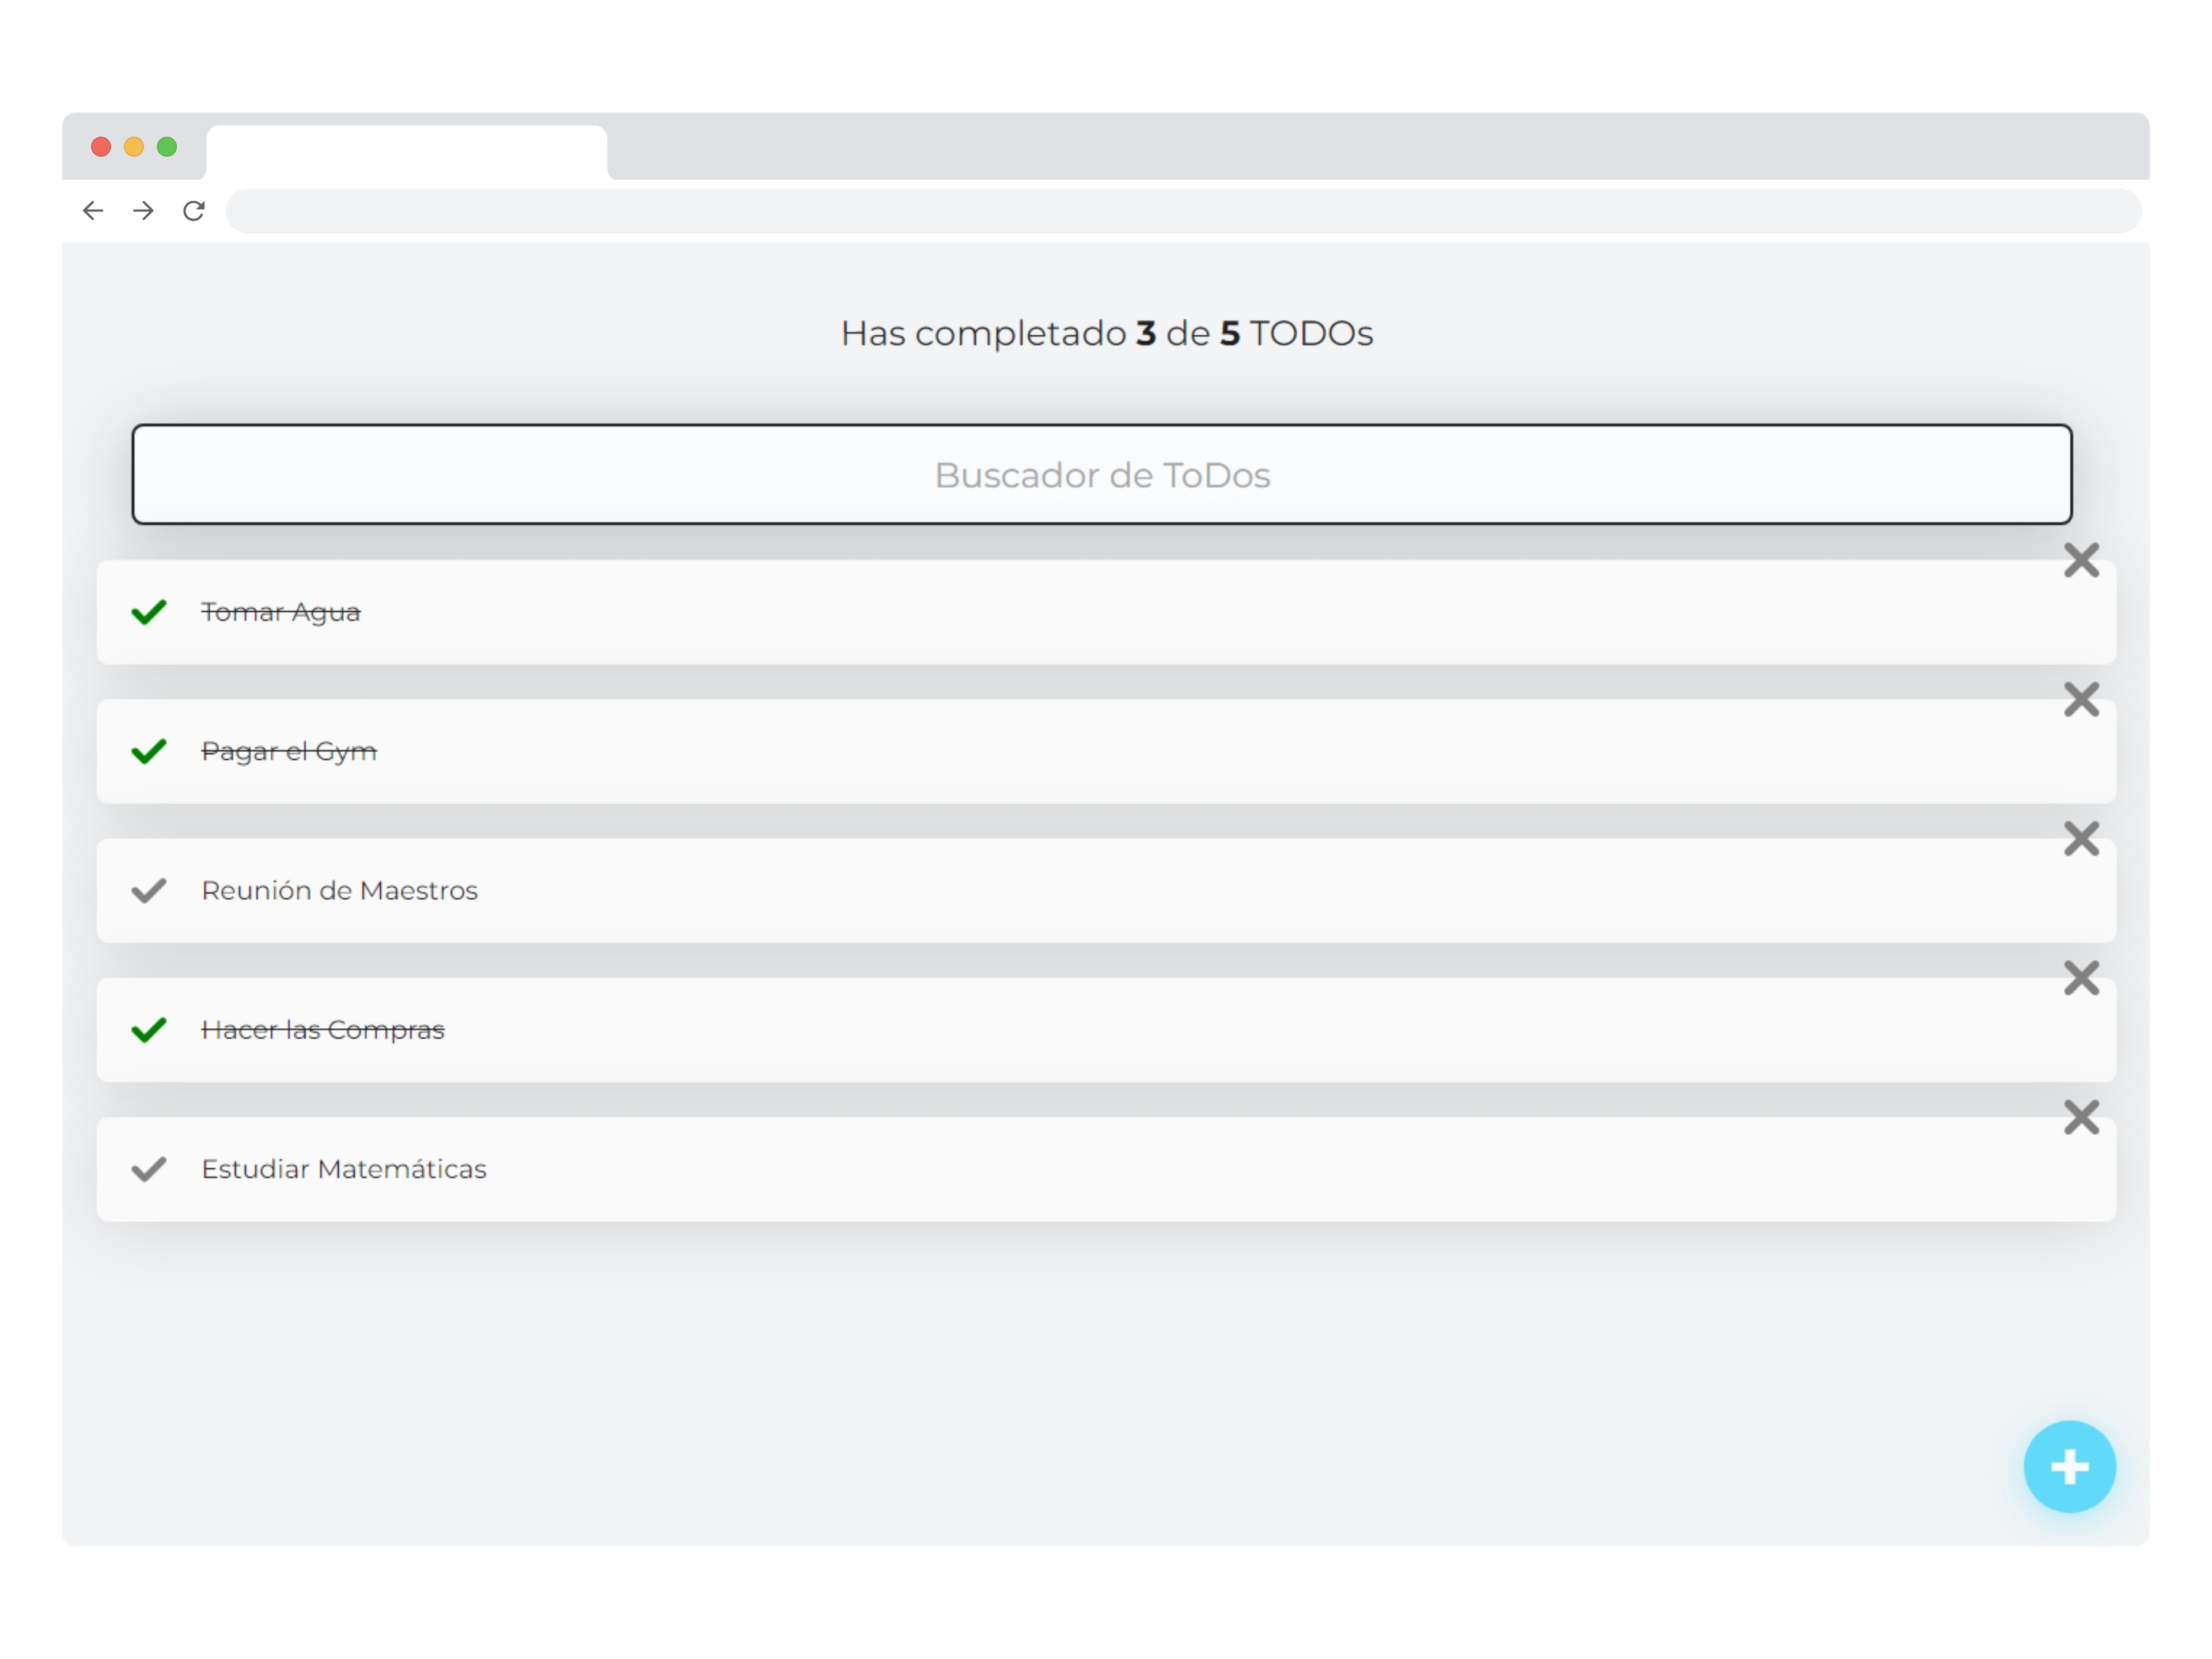 Has completado 3 de 5 TODOs
Buscador de ToDos
Tomar Agua
Pagar el Gym
Reunión de Maestros
Hacer las Compras
Estudiar Matemáticas